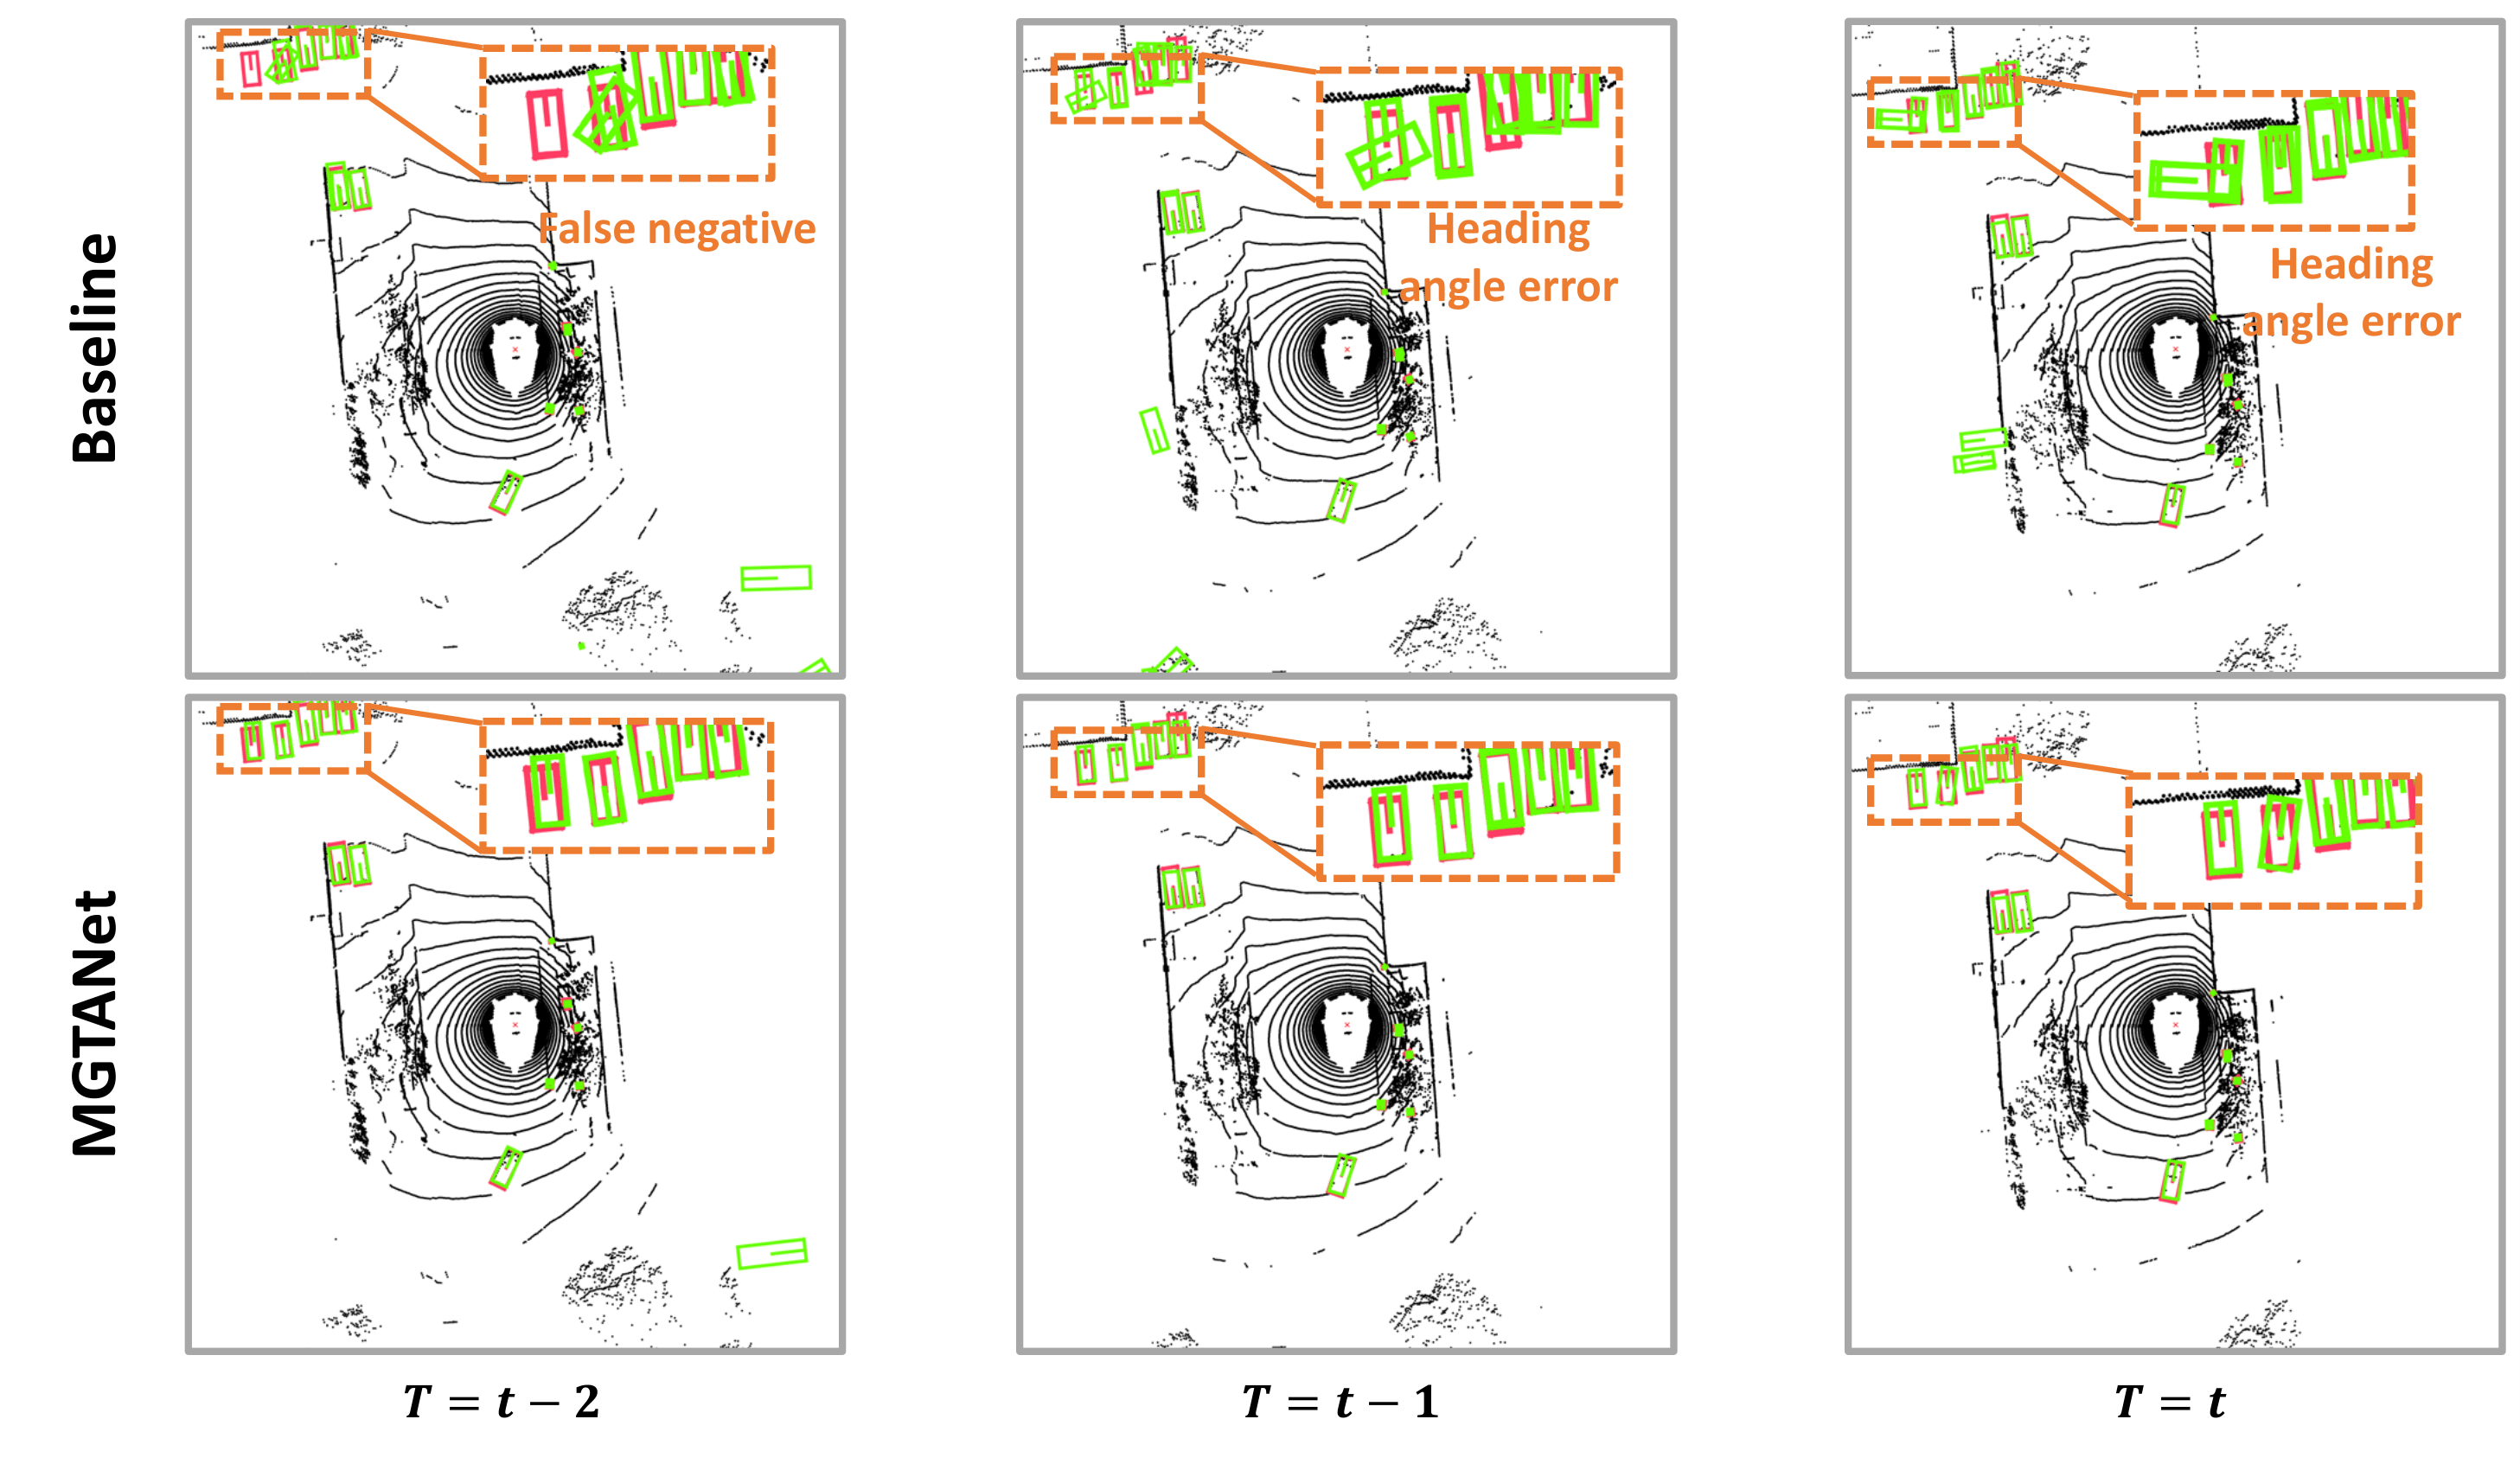 Baseline
False negative
Heading
angle error
Heading
angle error
MGTANet
T = t − 2
T = t − 1
T = t